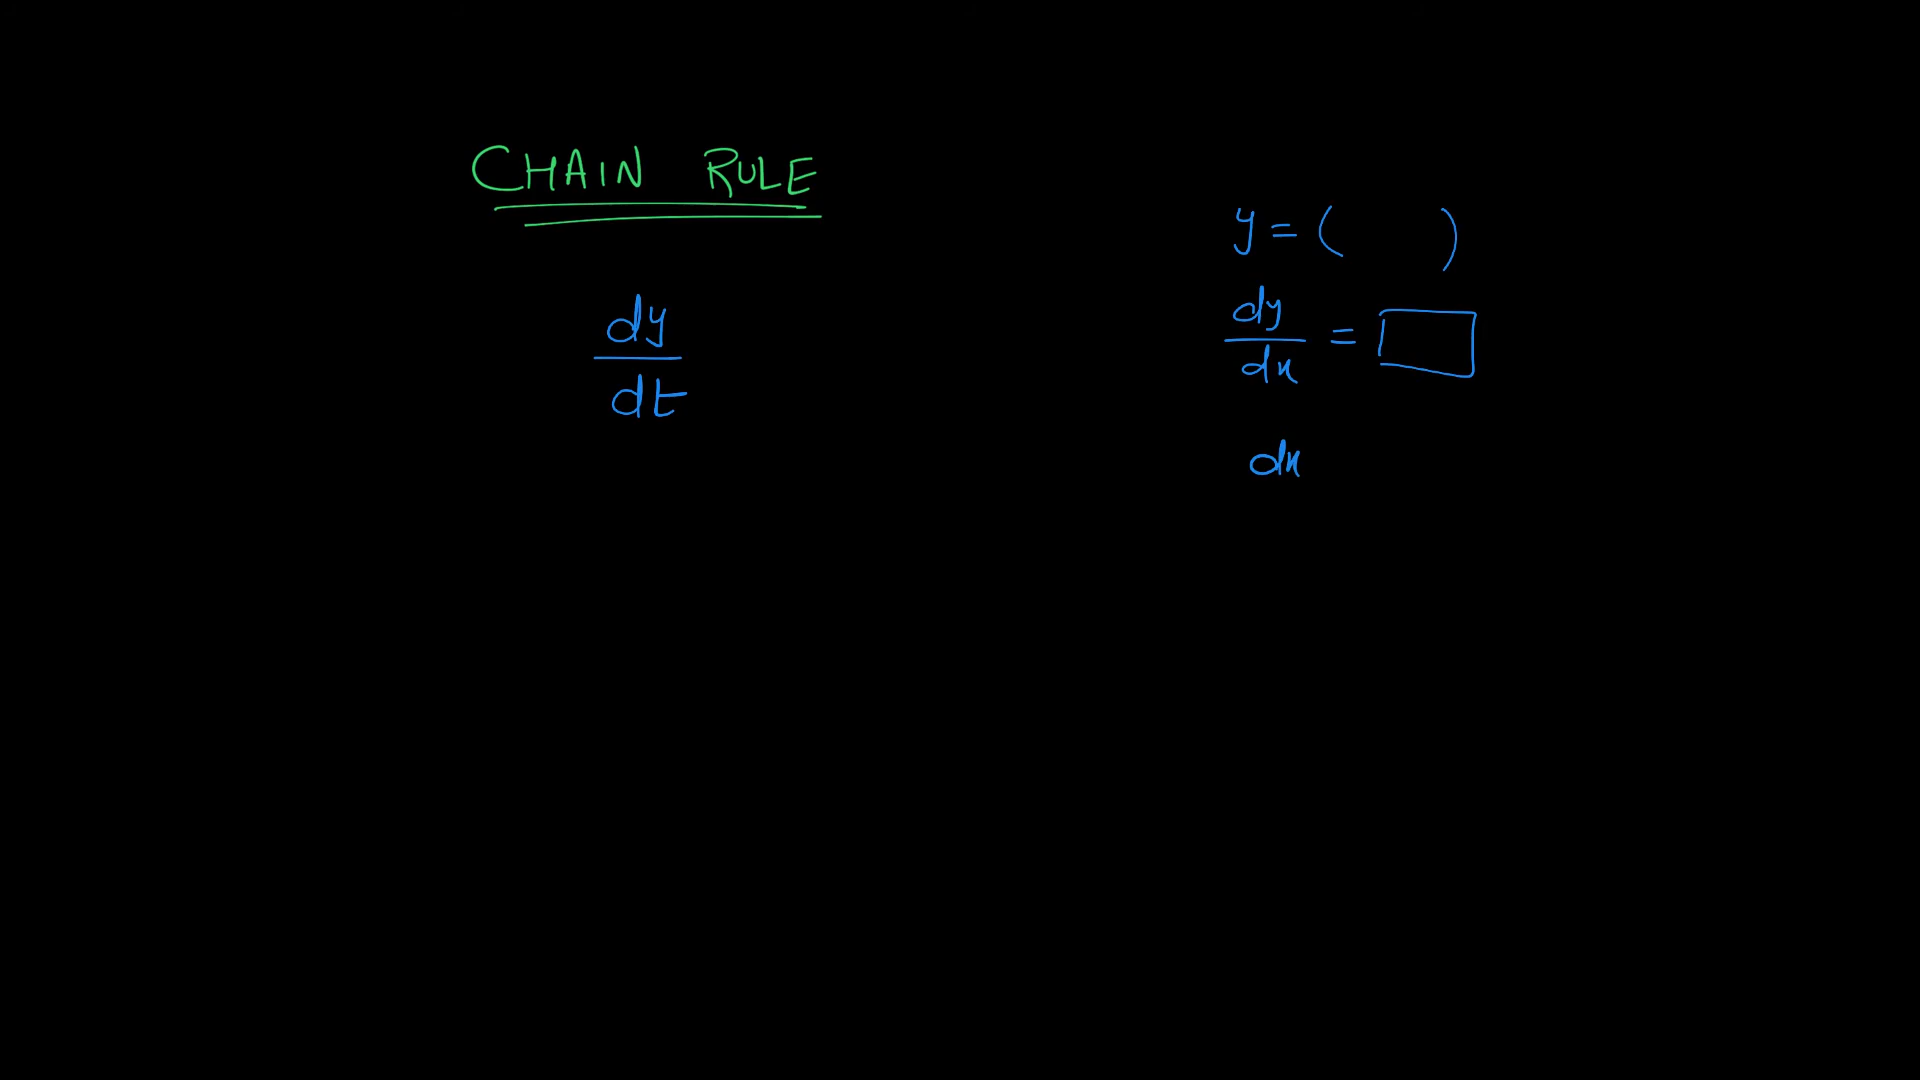 CHAIN RULE
dy
dt
y = ( )
dy
dx
=
dx